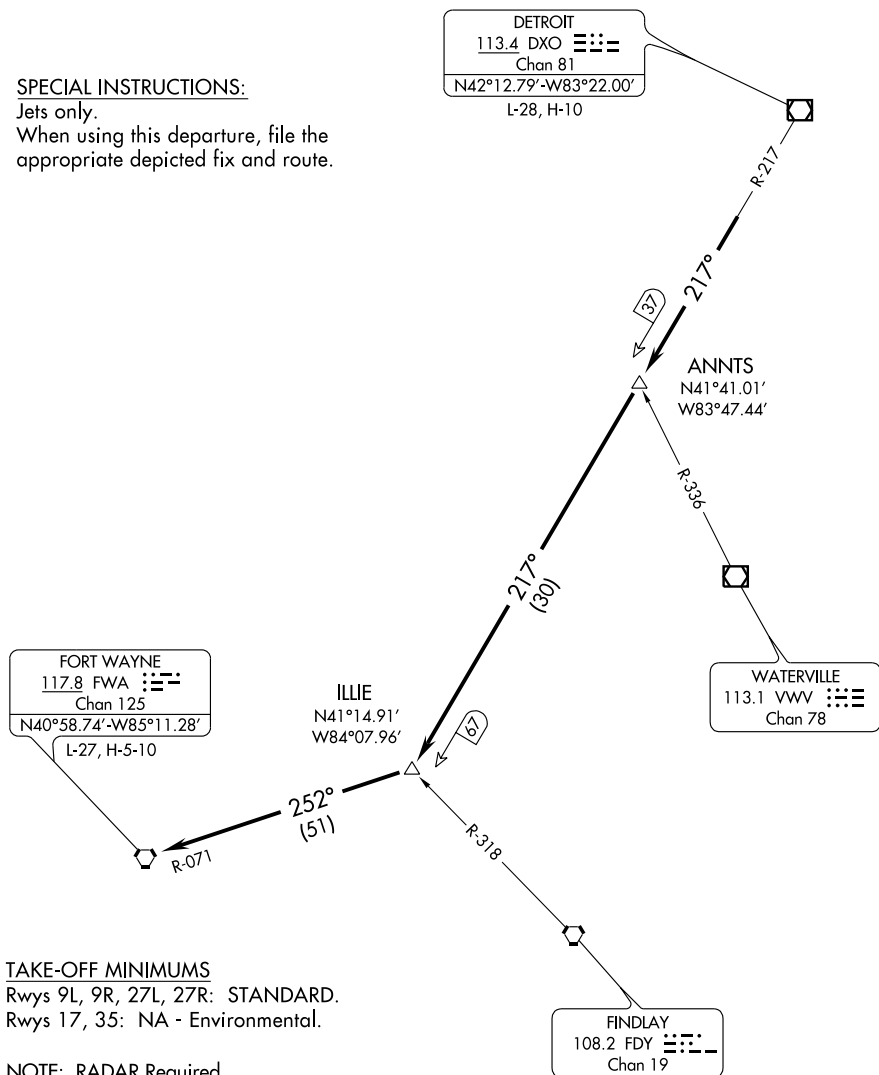 DETROIT
113.4 DXO
Chan 81
N42°12.79'-W83°22.00'
L-28, H-10
SPECIAL INSTRUCTIONS:
Jets only.
When using this departure, file the
appropriate depicted fix and route.
R-217
217°
37
ANNTS
N41°41.01'
W83°47.44'
R-336
217°
(30)
WATERVILLE
113.1 VWV
Chan 78
FORT WAYNE
117.8 FWA
Chan 125
N40°58.74'-W85°11.28'
L-27, H-5-10
ILLIE
N41°14.91'
W84°07.96'
67
252°
(51)
R-071
R-318
TAKE-OFF MINIMUMS
Rwys 9L, 9R, 27L, 27R: STANDARD.
Rwys 17, 35: NA - Environmental.
FINDLAY
108.2 FDY
Chan 19
NOTE: RADAR Required